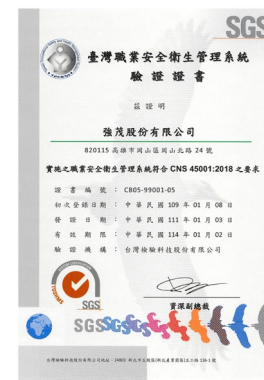 SGS
臺灣職業安全衛生管理系統
驗證證書
茲證明
強茂股份有限公司
820115 高雄市岡山區岡山北路 24 號
實施之職業安全衛生管理系統符合 CNS 45001:2018 之要求
證書編號 : CB05-99001-05
初次登錄日期 : 中華民國 109 年 01 月 08 日
發證日期 : 中華民國 111 年 01 月 03 日
有效期限 : 中華民國 114 年 01 月 02 日
驗證機構 : 台灣檢驗科技股份有限公司
SGS
資深副總裁
SGS